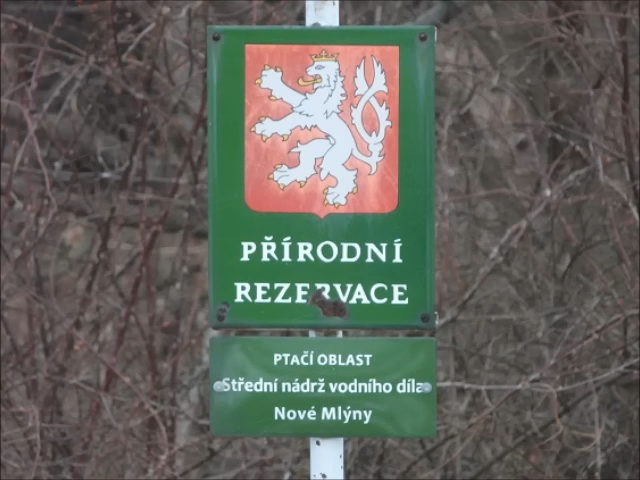 PŘÍRODNÍ
REZERVACE
PTAČÍ OBLAST
Střední nádrž vodního díla
Nové Mlýny